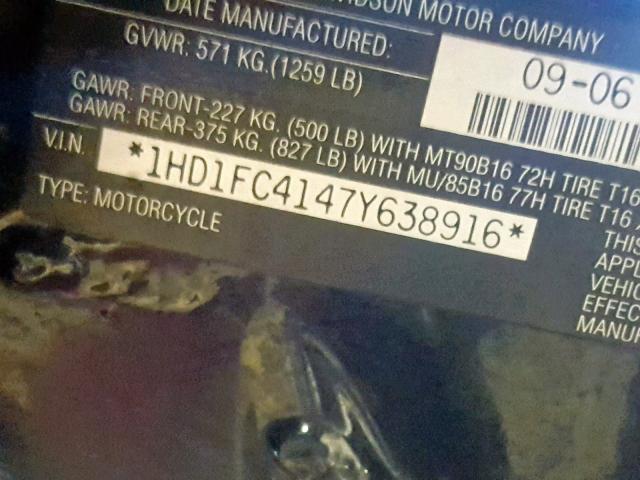 DSON MOTOR COMPANY
DATE MANUFACTURED:
09-06
GVWR: 571 KG.(1259 LB)
GAWR: FRONT-227 KG. (500 LB) WITH MT90B16 72H TIRE T16
GAWR: REAR-375 KG. (827 LB) WITH MU/85B16 77H TIRE T16
V.I.N. *1HD1FC4147Y638916*
TYPE: MOTORCYCLE
THIS
APP
VEHIC
EFFEC
MANUF